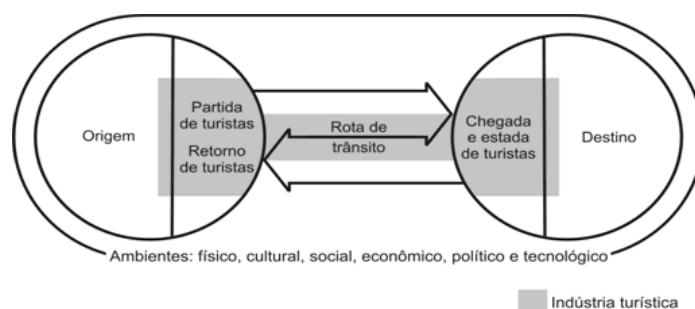 Origem
Partida
de turistas
Retorno
de turistas
Rota de
trânsito
Chegada
e estada
de turistas
Destino
Ambientes: físico, cultural, social, econômico, político e tecnológico
Indústria turística